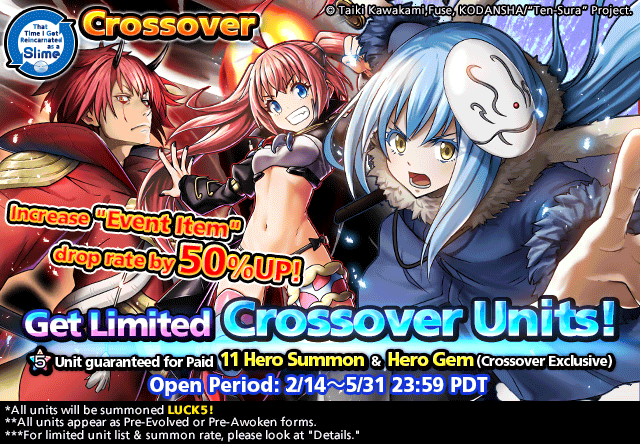 © Taiki Kawakami,Fuse, KODANSHA/"Ten-Sura" Project.
That
Time I Got
Reincarnated
as a
Slime
Crossover
Increase "Event Item"
drop rate by 50%UP!
Get Limited Crossover Units!
5 Unit guaranteed for Paid 11 Hero Summon & Hero Gem (Crossover Exclusive)
Open Period: 2/14～5/31 23:59 PDT
*All units will be summoned LUCK5!
**All units appear as Pre-Evolved or Pre-Awoken forms.
***For limited unit list & summon rate, please look at "Details."